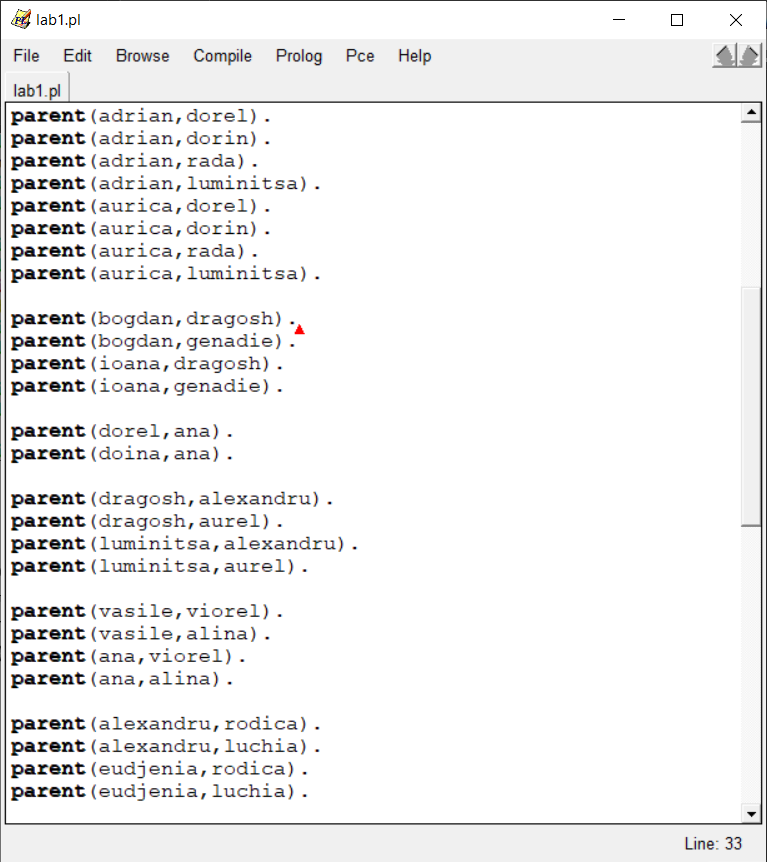 lab1.pl
File Edit Browse Compile Prolog Pce Help
lab1.pl
parent(adrian,dorel).
parent(adrian,dorin).
parent(adrian,rada).
parent(adrian,luminitsa).
parent(aurica,dorel).
parent(aurica,dorin).
parent(aurica,rada).
parent(aurica,luminitsa).
parent(bogdan,dragosh).
parent(bogdan,genadie).
parent(ioana,dragosh).
parent(ioana,genadie).
parent(dorel,ana).
parent(doina,ana).
parent(dragosh,alexandru).
parent(dragosh,aurel).
parent(luminitsa,alexandru).
parent(luminitsa,aurel).
parent(vasile,viorel).
parent(vasile,alina).
parent(ana,viorel).
parent(ana,alina).
parent(alexandru,rodica).
parent(alexandru,luchia).
parent(eudjenia,rodica).
parent(eudjenia,luchia).
Line: 33